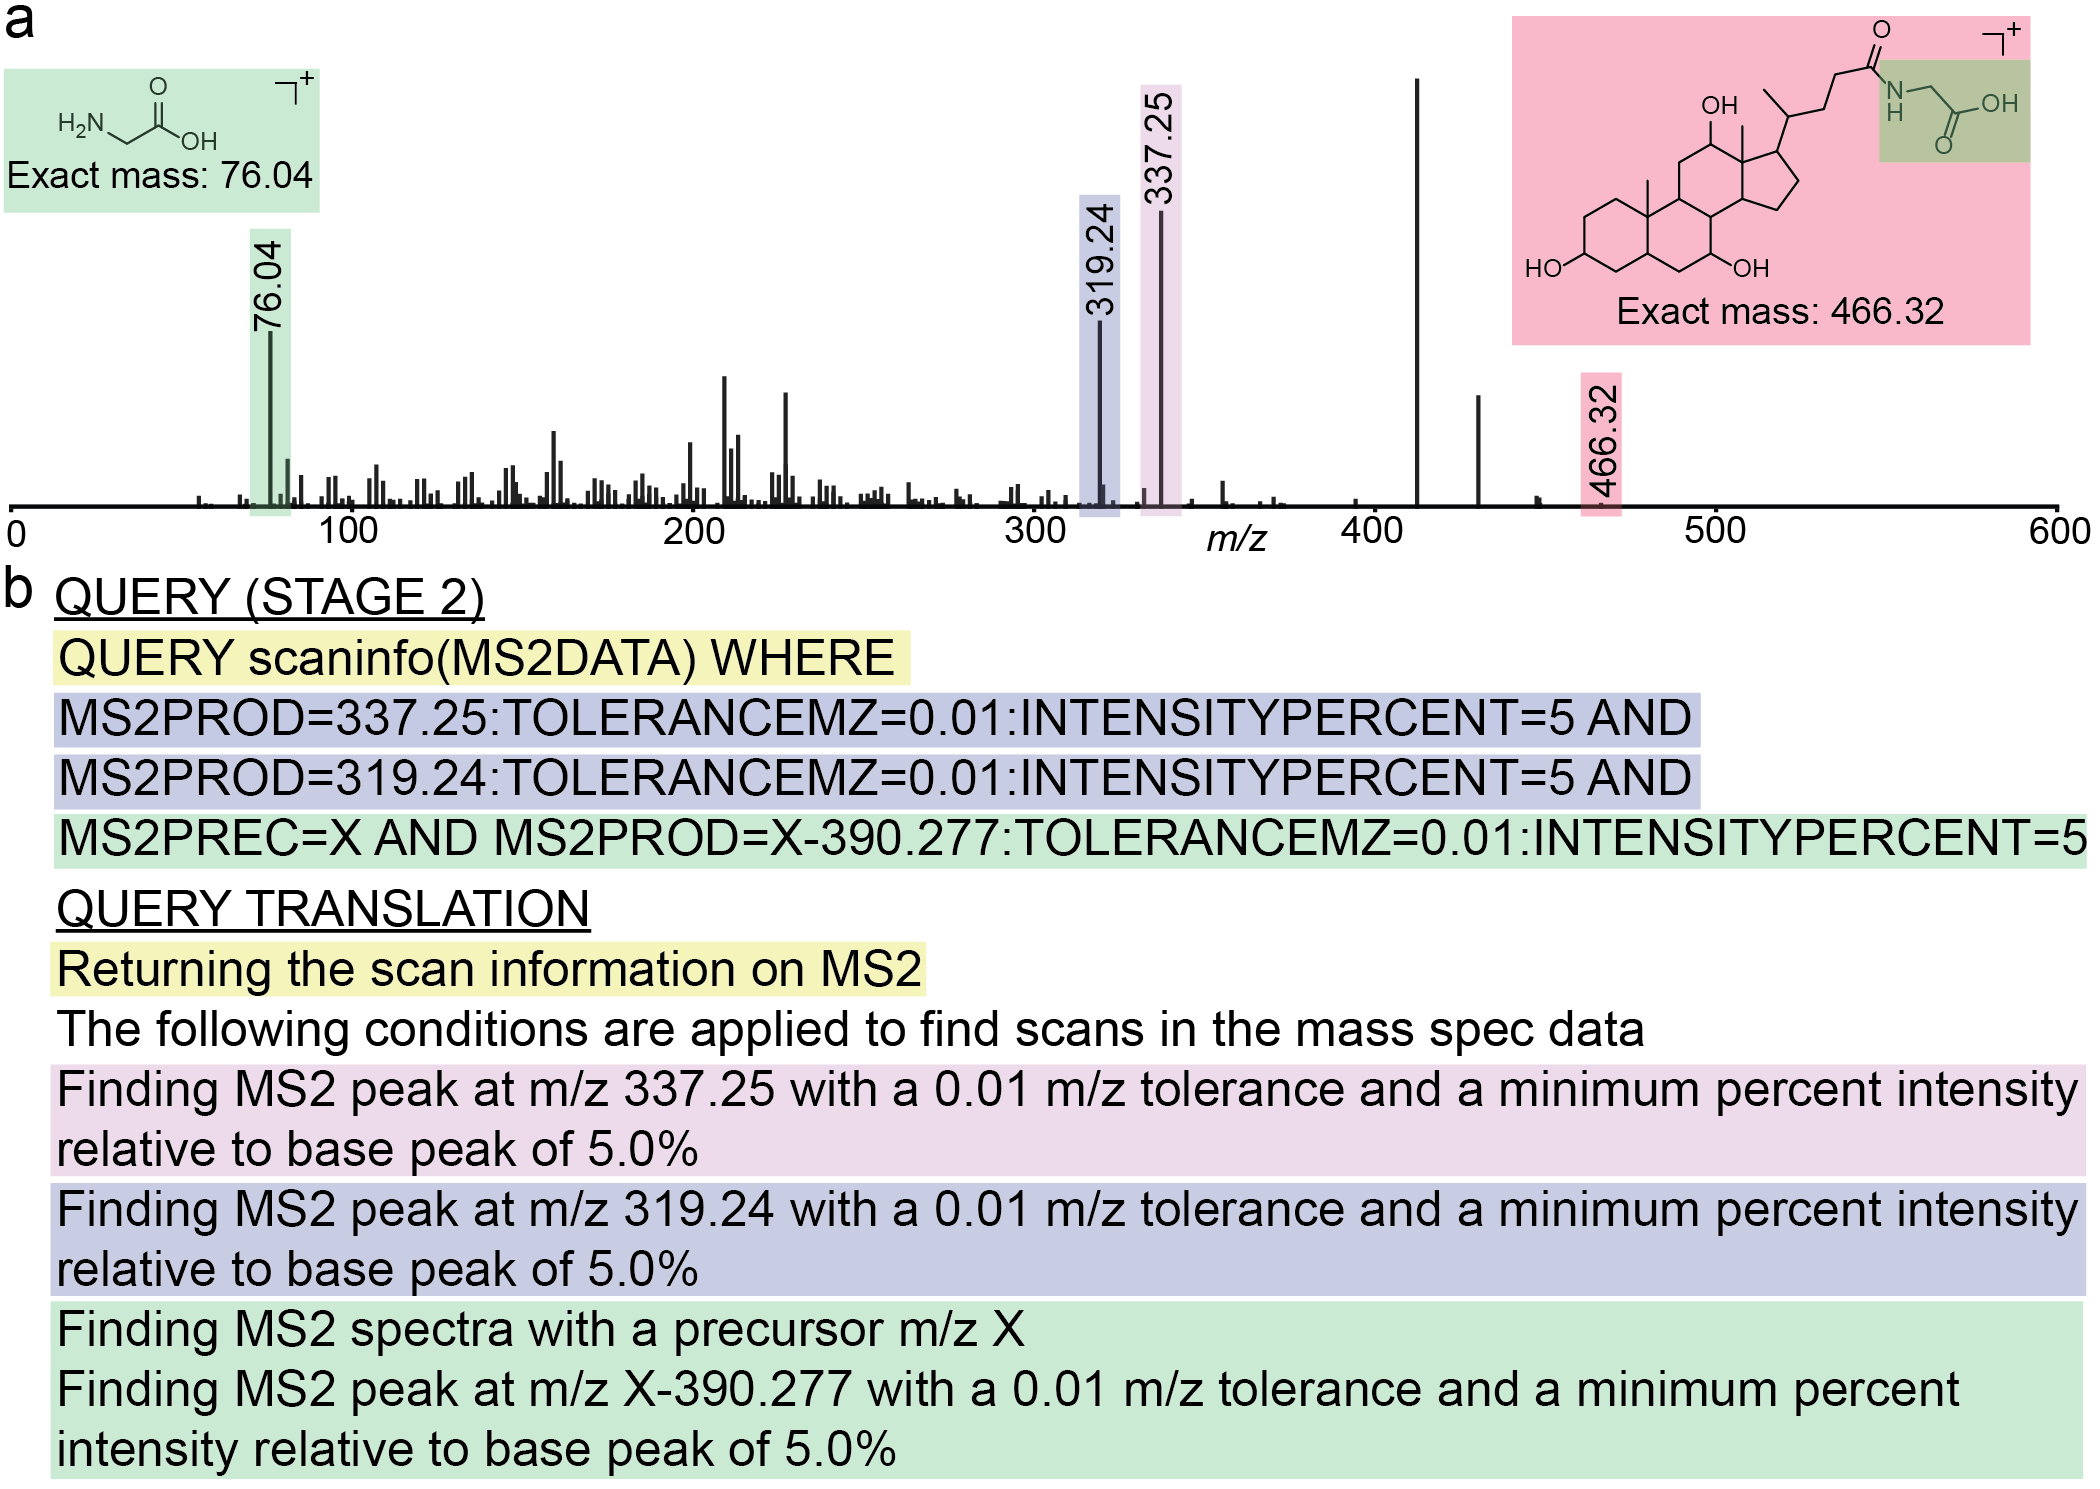 a
H₂N
O
OH
⌝+
Exact mass: 76.04
76.04
319.24
337.25
466.32
O
⌝+
N
H
OH
O
OH
HO
OH
Exact mass: 466.32
0 100 200 300 m/z 400 500 600
b
QUERY (STAGE 2)
QUERY scaninfo(MS2DATA) WHERE
MS2PROD=337.25:TOLERANCEMZ=0.01:INTENSITYPERCENT=5 AND
MS2PROD=319.24:TOLERANCEMZ=0.01:INTENSITYPERCENT=5 AND
MS2PREC=X AND MS2PROD=X-390.277:TOLERANCEMZ=0.01:INTENSITYPERCENT=5
QUERY TRANSLATION
Returning the scan information on MS2
The following conditions are applied to find scans in the mass spec data
Finding MS2 peak at m/z 337.25 with a 0.01 m/z tolerance and a minimum percent intensity
relative to base peak of 5.0%
Finding MS2 peak at m/z 319.24 with a 0.01 m/z tolerance and a minimum percent intensity
relative to base peak of 5.0%
Finding MS2 spectra with a precursor m/z X
Finding MS2 peak at m/z X-390.277 with a 0.01 m/z tolerance and a minimum percent
intensity relative to base peak of 5.0%